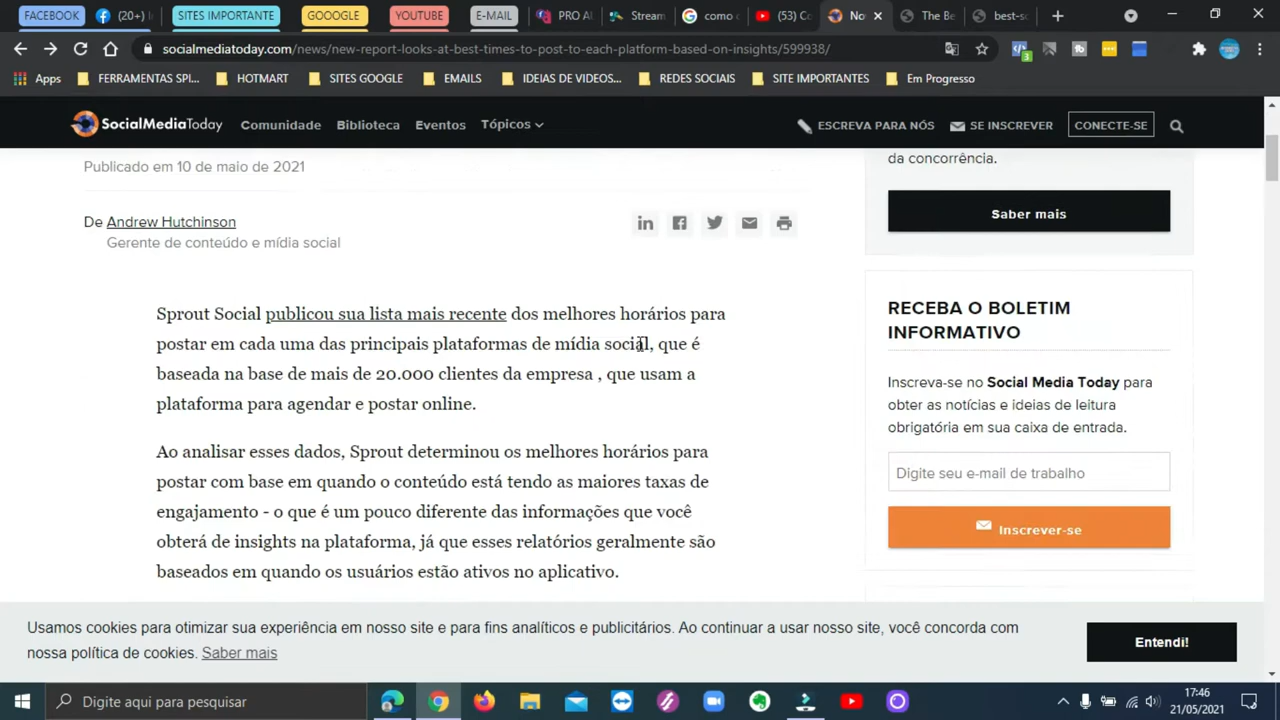 FACEBOOK
(20+) I
SITES IMPORTANTE
GOOOGLE
YOUTUBE
E-MAIL
PRO A
Stream
como
(53) C
No
The Be
best-so
socialmediatoday.com/news/new-report-looks-at-best-times-to-post-to-each-platform-based-on-insights/599938/
3
Apps
FERRAMENTAS SPI...
HOTMART
SITES GOOGLE
EMAILS
IDEIAS DE VIDEOS...
REDES SOCIAIS
SITE IMPORTANTES
Em Progresso
SocialMediaToday
Comunidade
Biblioteca
Eventos
Tópicos
ESCREVA PARA NÓS
SE INSCREVER
CONECTE-SE
Publicado em 10 de maio de 2021
De Andrew Hutchinson
Gerente de conteúdo e mídia social
Sprout Social publicou sua lista mais recente dos melhores horários para
postar em cada uma das principais plataformas de mídia social, que é
baseada na base de mais de 20.000 clientes da empresa , que usam a
plataforma para agendar e postar online.
Ao analisar esses dados, Sprout determinou os melhores horários para
postar com base em quando o conteúdo está tendo as maiores taxas de
engajamento - o que é um pouco diferente das informações que você
obterá de insights na plataforma, já que esses relatórios geralmente são
baseados em quando os usuários estão ativos no aplicativo.
da concorrência.
Saber mais
RECEBA O BOLETIM
INFORMATIVO
Inscreva-se no Social Media Today para
obter as notícias e ideias de leitura
obrigatória em sua caixa de entrada.
Digite seu e-mail de trabalho
Inscrever-se
Usamos cookies para otimizar sua experiência em nosso site e para fins analíticos e publicitários. Ao continuar a usar nosso site, você concorda com
nossa política de cookies. Saber mais
Entendi!
Digite aqui para pesquisar
17:46
21/05/2021